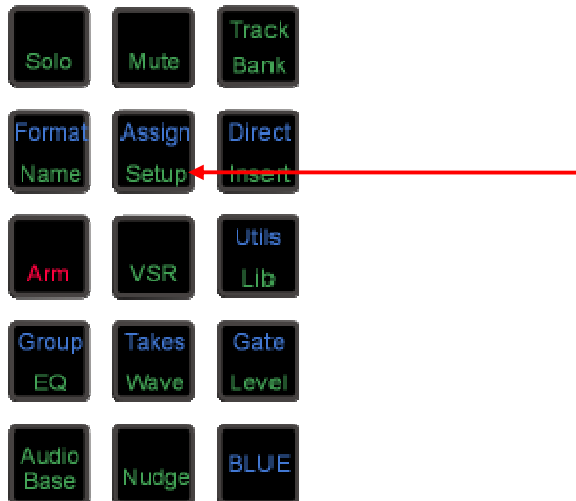 Solo
Mute
Track
Bank
Format
Name
Assign
Setup
Direct
Insert
Arm
VSR
Utils
Lib
Group
EQ
Takes
Wave
Gate
Level
Audio
Base
Nudge
BLUE